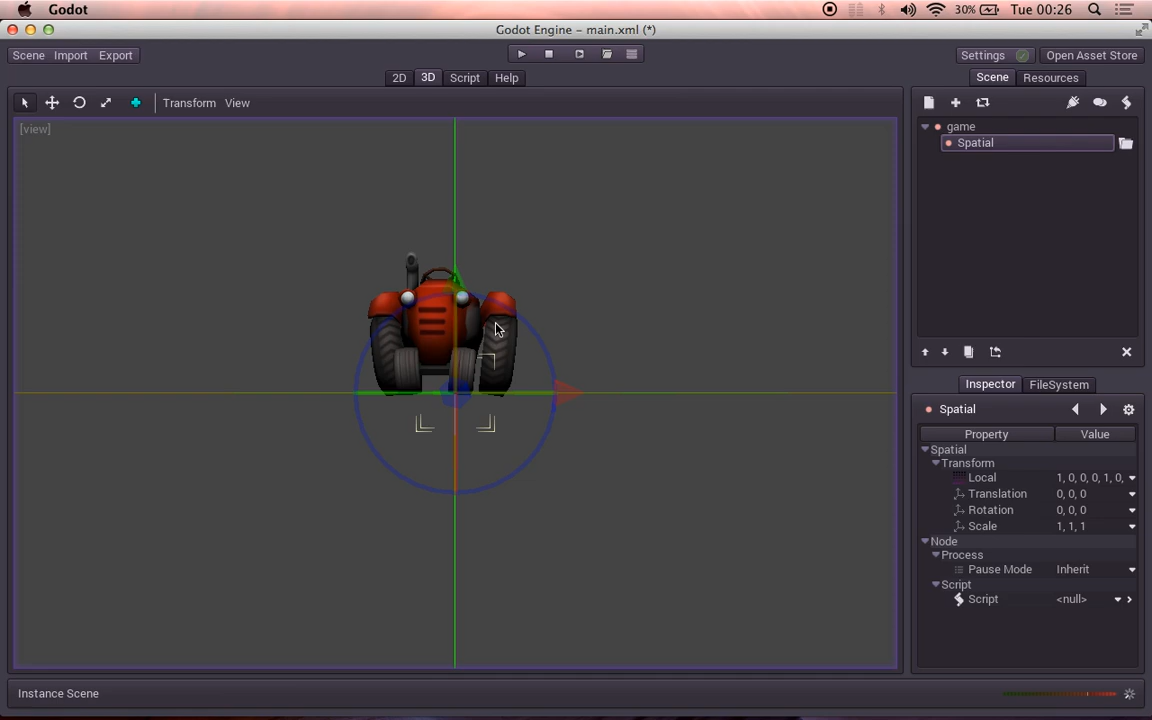 Godot 30% Tue 00:26
Godot Engine – main.xml (*)
Scene Import Export Settings Open Asset Store
2D 3D Script Help Scene Resources
Transform View
[view]
game
Spatial
Inspector FileSystem
Spatial
Property Value
Spatial
Transform
Local 1, 0, 0, 0, 1, 0,
Translation 0, 0, 0
Rotation 0, 0, 0
Scale 1, 1, 1
Node
Process
Pause Mode Inherit
Script
Script <null>
Instance Scene